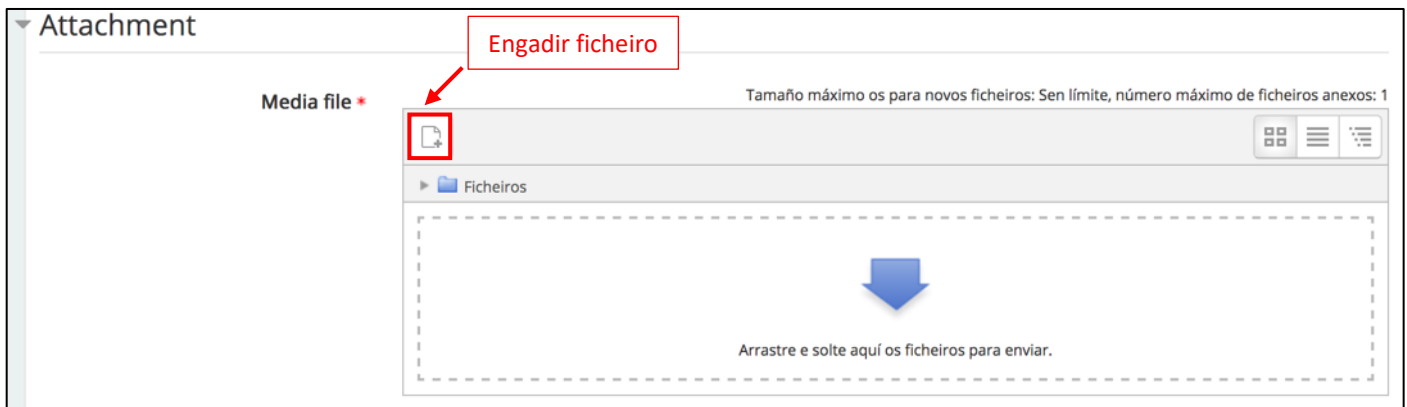 Attachment
Engadir ficheiro
Media file *
Tamaño máximo os para novos ficheiros: Sen límite, número máximo de ficheiros anexos: 1
Ficheiros
Arrastre e solte aquí os ficheiros para enviar.